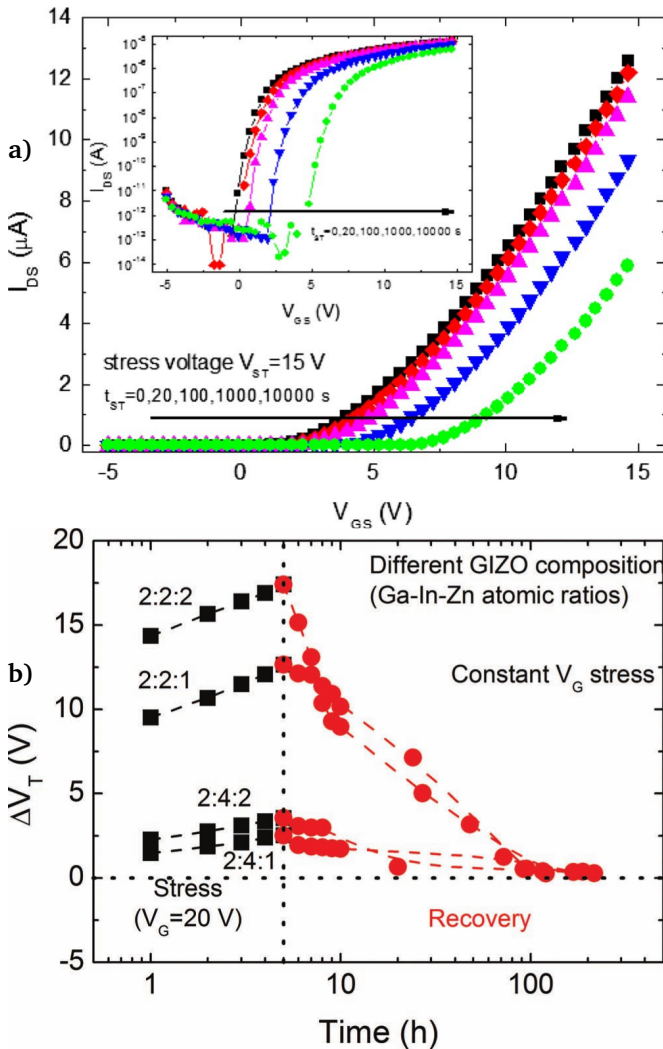 a)
14
12
10
8
6
4
2
0
I_DS (μA)
-5
0
5
10
15
V_GS (V)
10^-5
10^-6
10^-7
10^-8
10^-9
10^-10
10^-11
10^-12
10^-13
10^-14
I_DS (A)
t_ST=0,20,100,1000,10000 s
-5
0
5
10
15
V_GS (V)
stress voltage V_ST=15 V
t_ST=0,20,100,1000,10000 s
b)
20
15
10
5
0
-5
ΔV_T (V)
Different GIZO composition
(Ga-In-Zn atomic ratios)
2:2:2
2:2:1
Constant V_G stress
2:4:2
2:4:1
Stress
(V_G=20 V)
Recovery
1
10
100
Time (h)